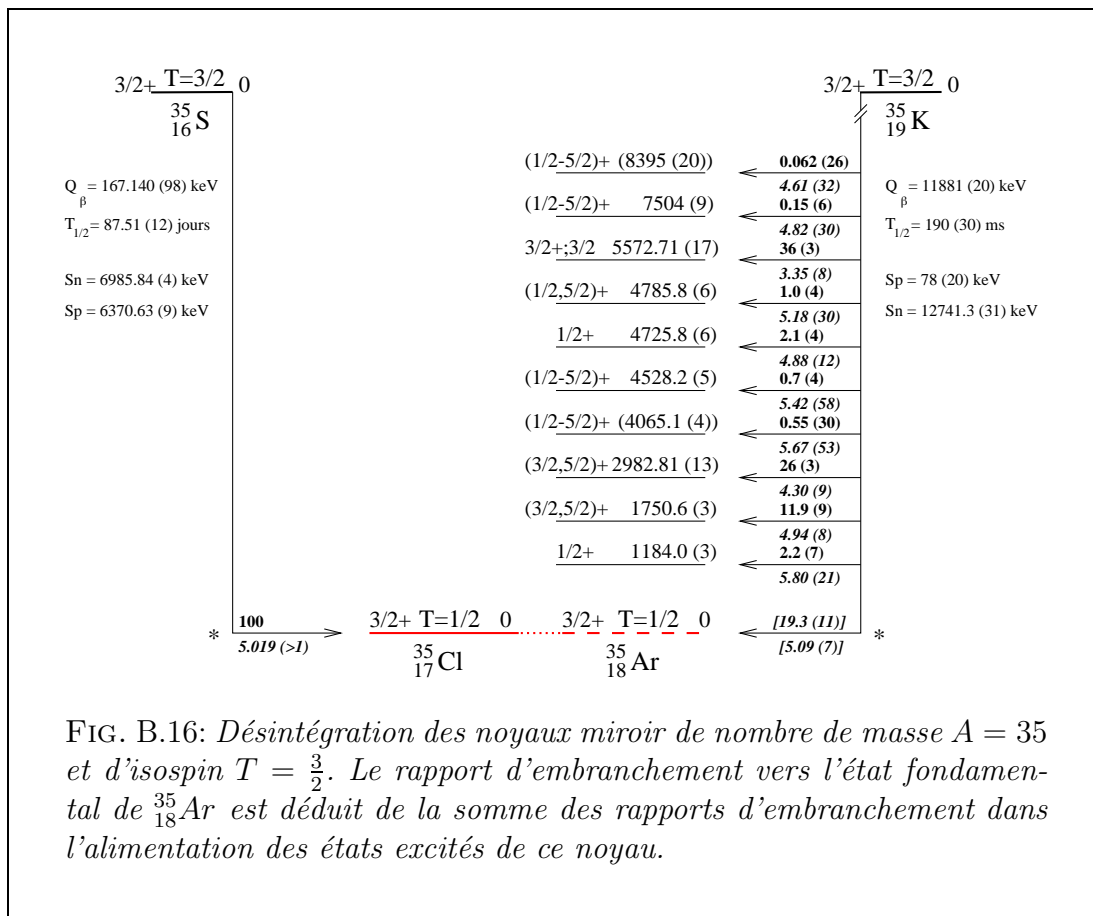 3/2+ T=3/2 0
35 16 S
Q β = 167.140 (98) keV
T 1/2 = 87.51 (12) jours
Sn = 6985.84 (4) keV
Sp = 6370.63 (9) keV
3/2+ T=3/2 0
35 19 K
Q β = 11881 (20) keV
T 1/2 = 190 (30) ms
Sp = 78 (20) keV
Sn = 12741.3 (31) keV
(1/2-5/2)+ (8395 (20)) 0.062 (26)
4.61 (32)
(1/2-5/2)+ 7504 (9) 0.15 (6)
4.82 (30)
3/2+;3/2 5572.71 (17) 36 (3)
3.35 (8)
(1/2,5/2)+ 4785.8 (6) 1.0 (4)
5.18 (30)
1/2+ 4725.8 (6) 2.1 (4)
4.88 (12)
(1/2-5/2)+ 4528.2 (5) 0.7 (4)
5.42 (58)
(1/2-5/2)+ (4065.1 (4)) 0.55 (30)
5.67 (53)
(3/2,5/2)+ 2982.81 (13) 26 (3)
4.30 (9)
(3/2,5/2)+ 1750.6 (3) 11.9 (9)
4.94 (8)
1/2+ 1184.0 (3) 2.2 (7)
5.80 (21)
* 100 3/2+ T=1/2 0 3/2+ T=1/2 0 [19.3 (11)] *
5.019 (>1) 35 17 Cl 35 18 Ar [5.09 (7)]
FIG. B.16: Désintégration des noyaux miroir de nombre de masse A = 35
et d'isospin T = 3/2. Le rapport d'embranchement vers l'état fondamen-
tal de 35 18 Ar est déduit de la somme des rapports d'embranchement dans
l'alimentation des états excités de ce noyau.